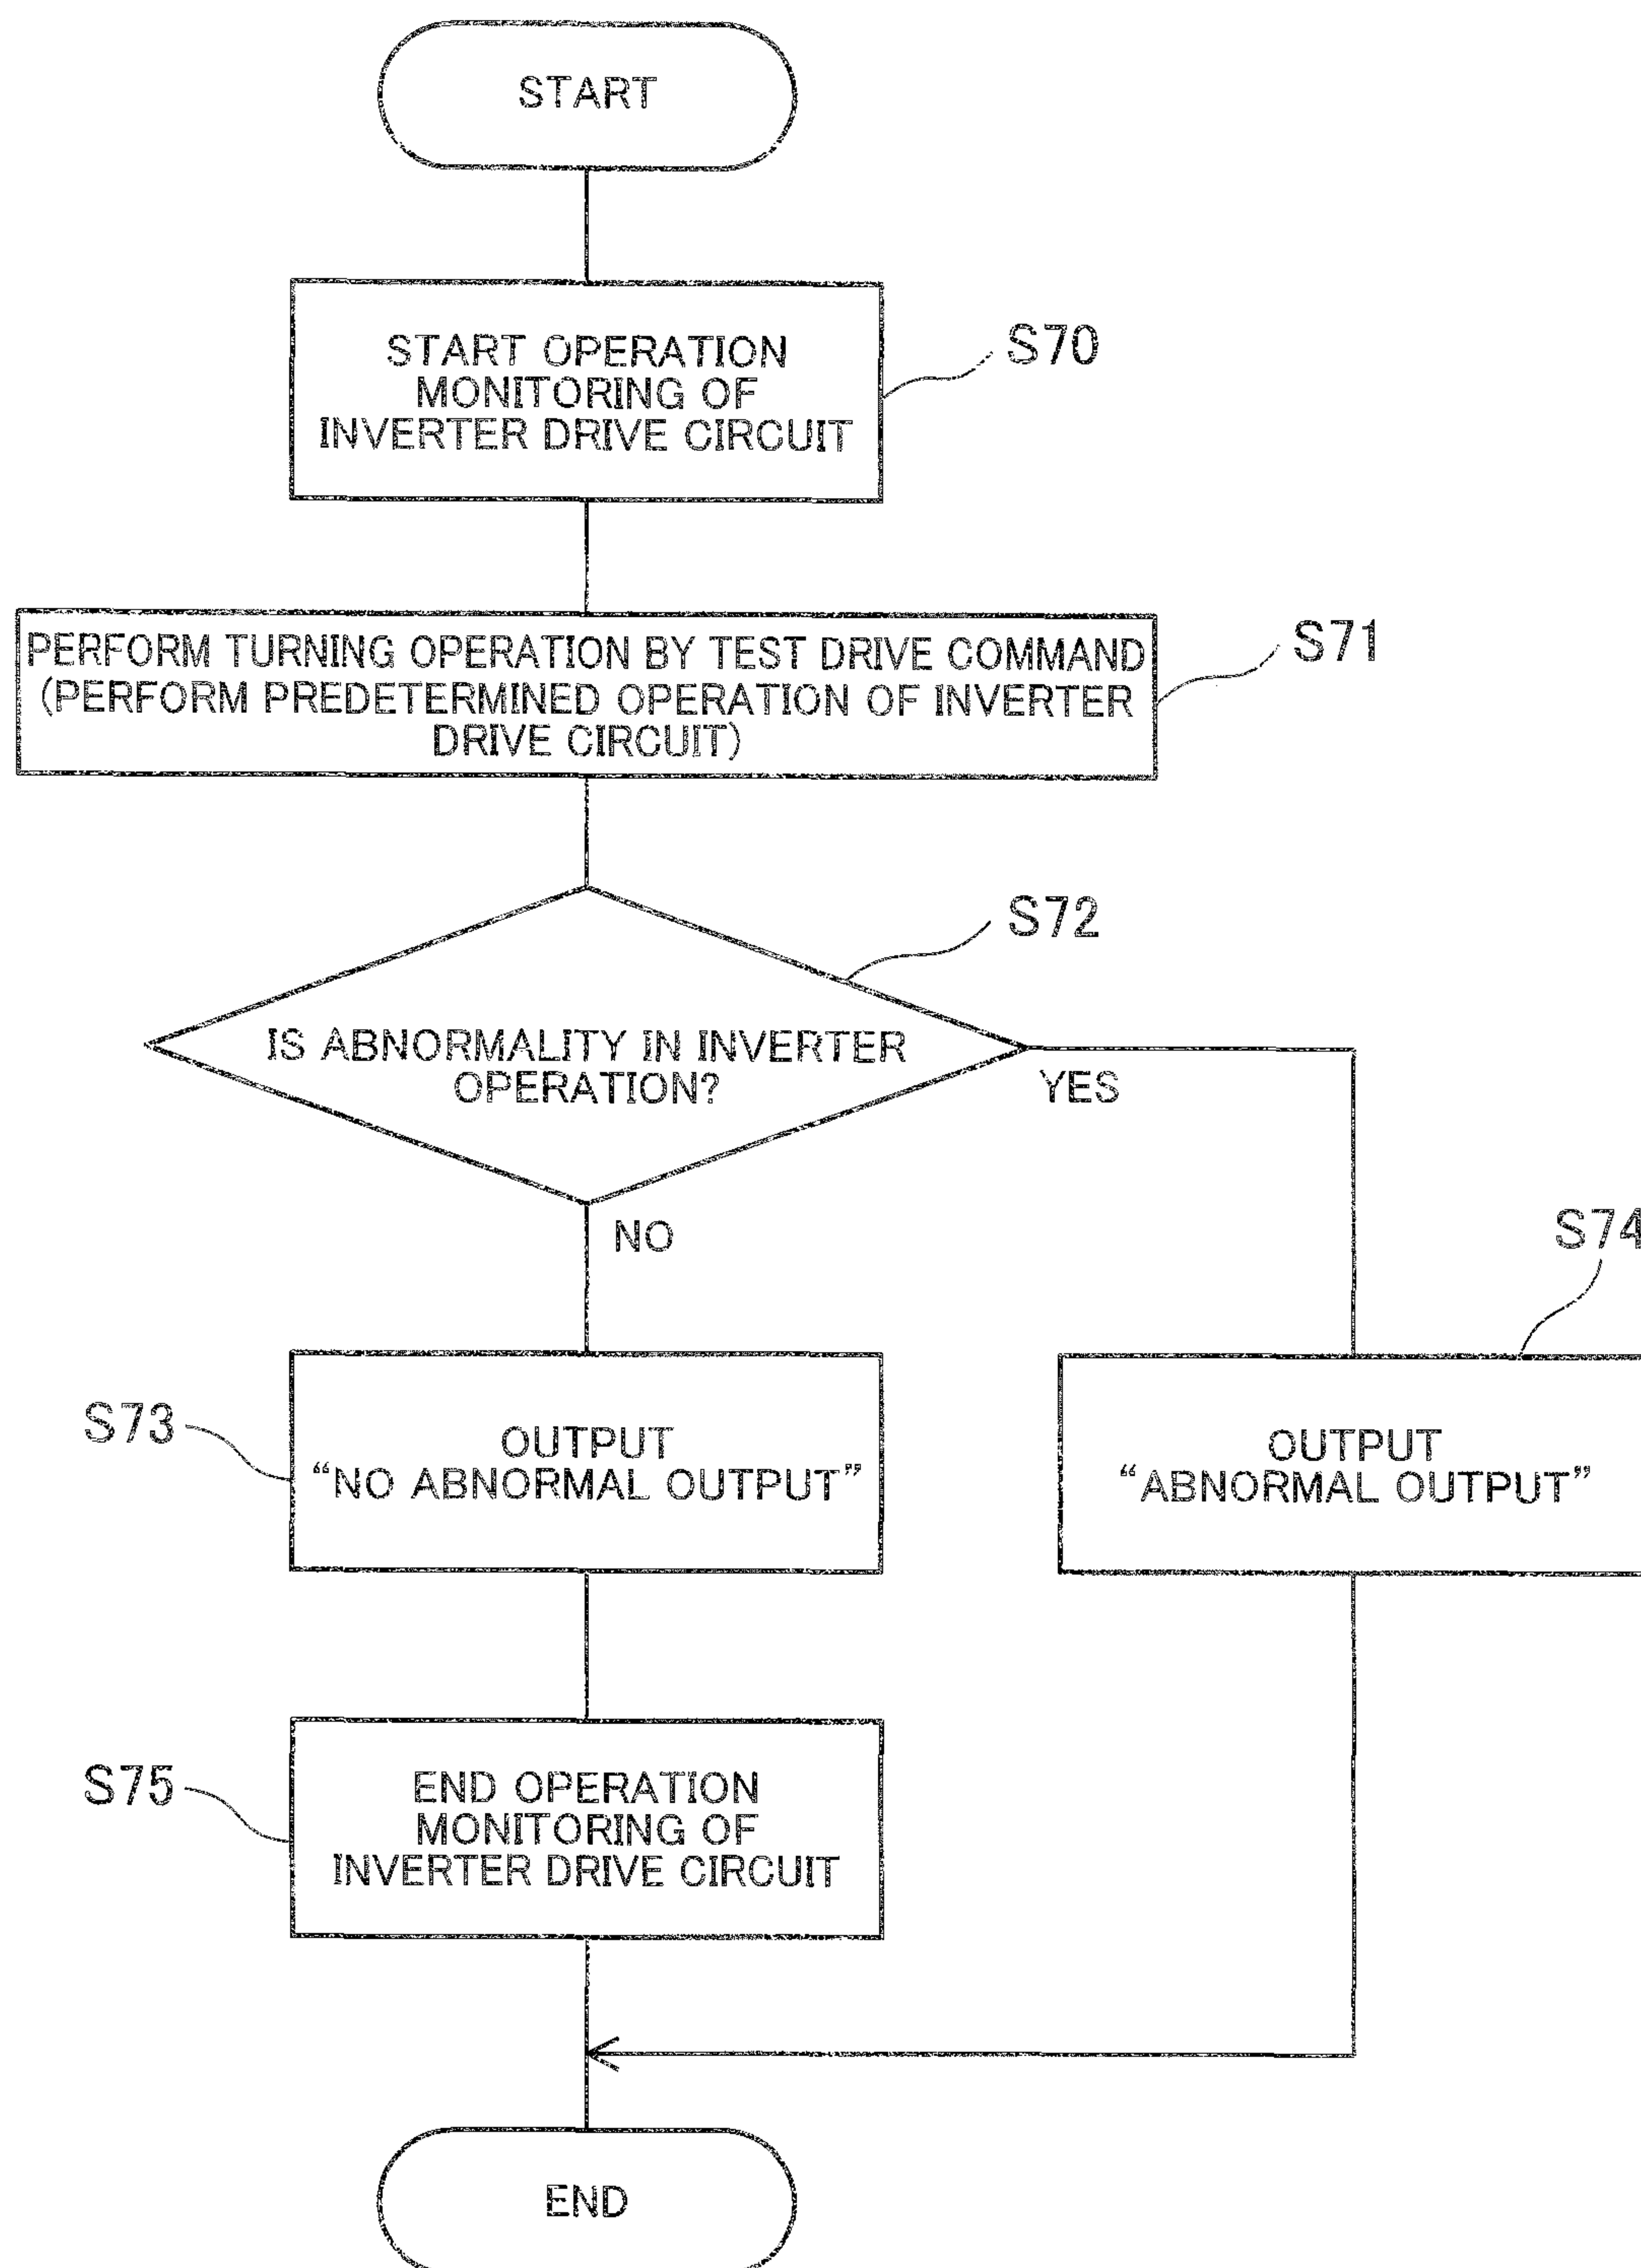 START
START OPERATION
MONITORING OF
INVERTER DRIVE CIRCUIT
S70
PERFORM TURNING OPERATION BY TEST DRIVE COMMAND
(PERFORM PREDETERMINED OPERATION OF INVERTER
DRIVE CIRCUIT)
S71
IS ABNORMALITY IN INVERTER
OPERATION?
S72
YES
NO
S73
OUTPUT
“NO ABNORMAL OUTPUT”
S74
OUTPUT
“ABNORMAL OUTPUT”
S75
END OPERATION
MONITORING OF
INVERTER DRIVE CIRCUIT
END